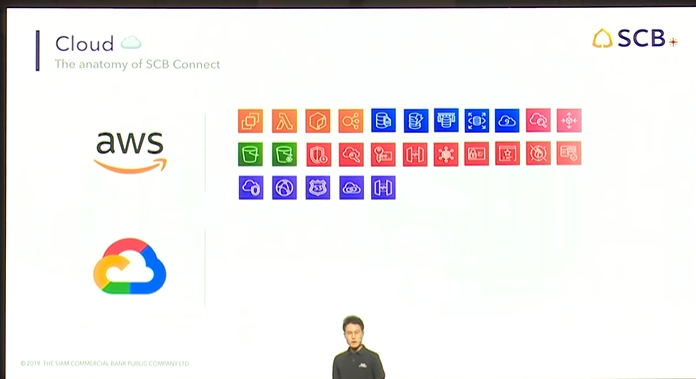 Cloud
SCB
The anatomy of SCB Connect
aws
© 2019 THE SIAM COMMERCIAL BANK PUBLIC COMPANY LTD.